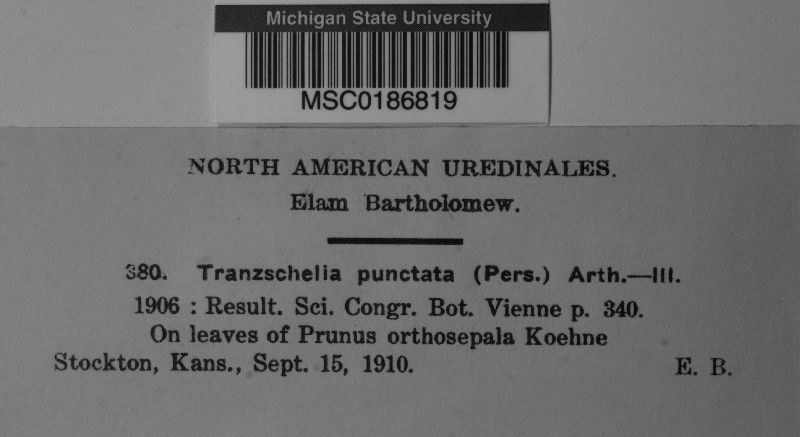 Michigan State University
MSC0186819
NORTH AMERICAN UREDINALES.
Elam Bartholomew.
380. Tranzschelia punctata (Pers.) Arth.—III.
1906 : Result. Sci. Congr. Bot. Vienne p. 340.
On leaves of Prunus orthosepala Koehne
Stockton, Kans., Sept. 15, 1910. E. B.